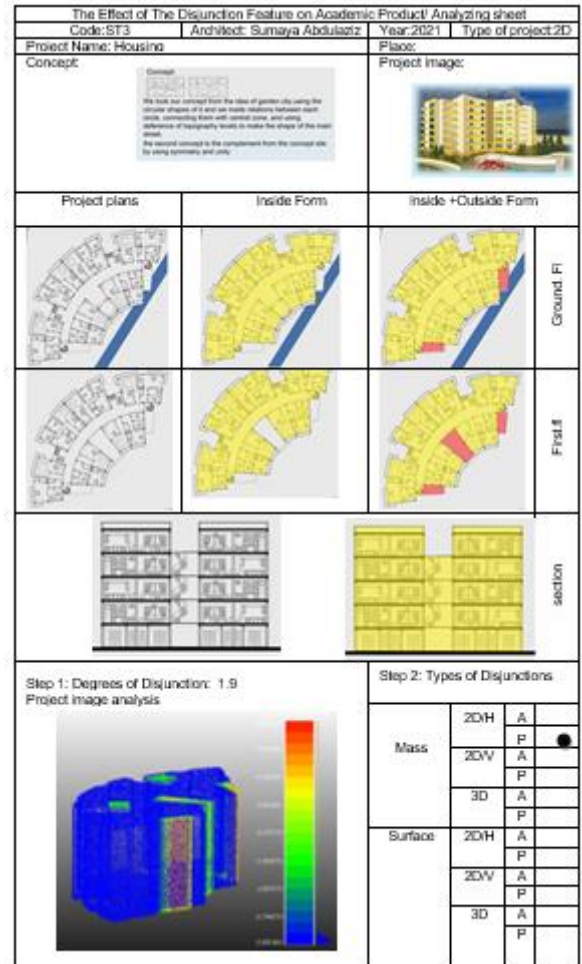 The Effect of The Disjunction Feature on Academic Product/ Analyzing sheet
Code:ST3 Architect: Sumaya Abdulaziz Year:2021 Type of project:2D
Project Name: Housing Place:
Concept: Project image:
Concept
We took our concept from the idea of garden city using the
circular shapes of it and we made relations between each
circle, connecting them with central zone, and using
deference of topography levels to make the shape of the main
street.
the second concept is the complement from the concept side
by using symmetry and unity
Project plans Inside Form Inside +Outside Form
Ground. Fl
First.fl
section
Step 1: Degrees of Disjunction: 1.9
Project image analysis
Step 2: Types of Disjunctions
Mass 2D/H A
P
2D/V A
P
3D A
P
Surface 2D/H A
P
2D/V A
P
3D A
P